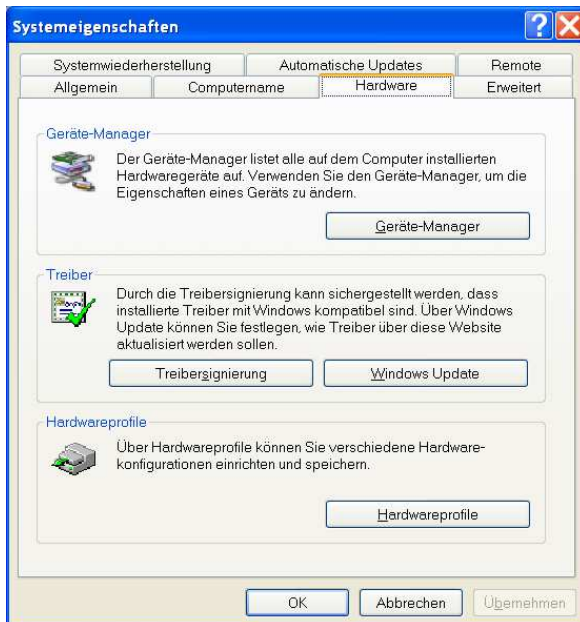 Systemeigenschaften
Systemwiederherstellung Automatische Updates Remote
Allgemein Computername Hardware Erweitert
Geräte-Manager
Der Geräte-Manager listet alle auf dem Computer installierten
Hardwaregeräte auf. Verwenden Sie den Geräte-Manager, um die
Eigenschaften eines Geräts zu ändern.
Geräte-Manager
Treiber
Durch die Treibersignierung kann sichergestellt werden, dass
installierte Treiber mit Windows kompatibel sind. Über Windows
Update können Sie festlegen, wie Treiber über diese Website
aktualisiert werden sollen.
Treibersignierung Windows Update
Hardwareprofile
Über Hardwareprofile können Sie verschiedene Hardware-
konfigurationen einrichten und speichern.
Hardwareprofile
OK Abbrechen Übernehmen